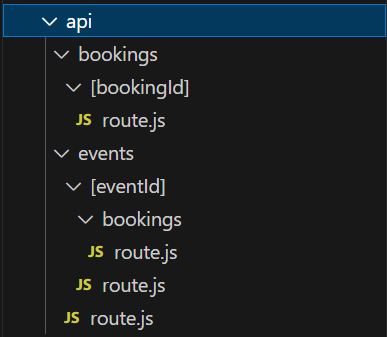 api
bookings
[bookingId]
JS route.js
events
[eventId]
bookings
JS route.js
JS route.js
JS route.js